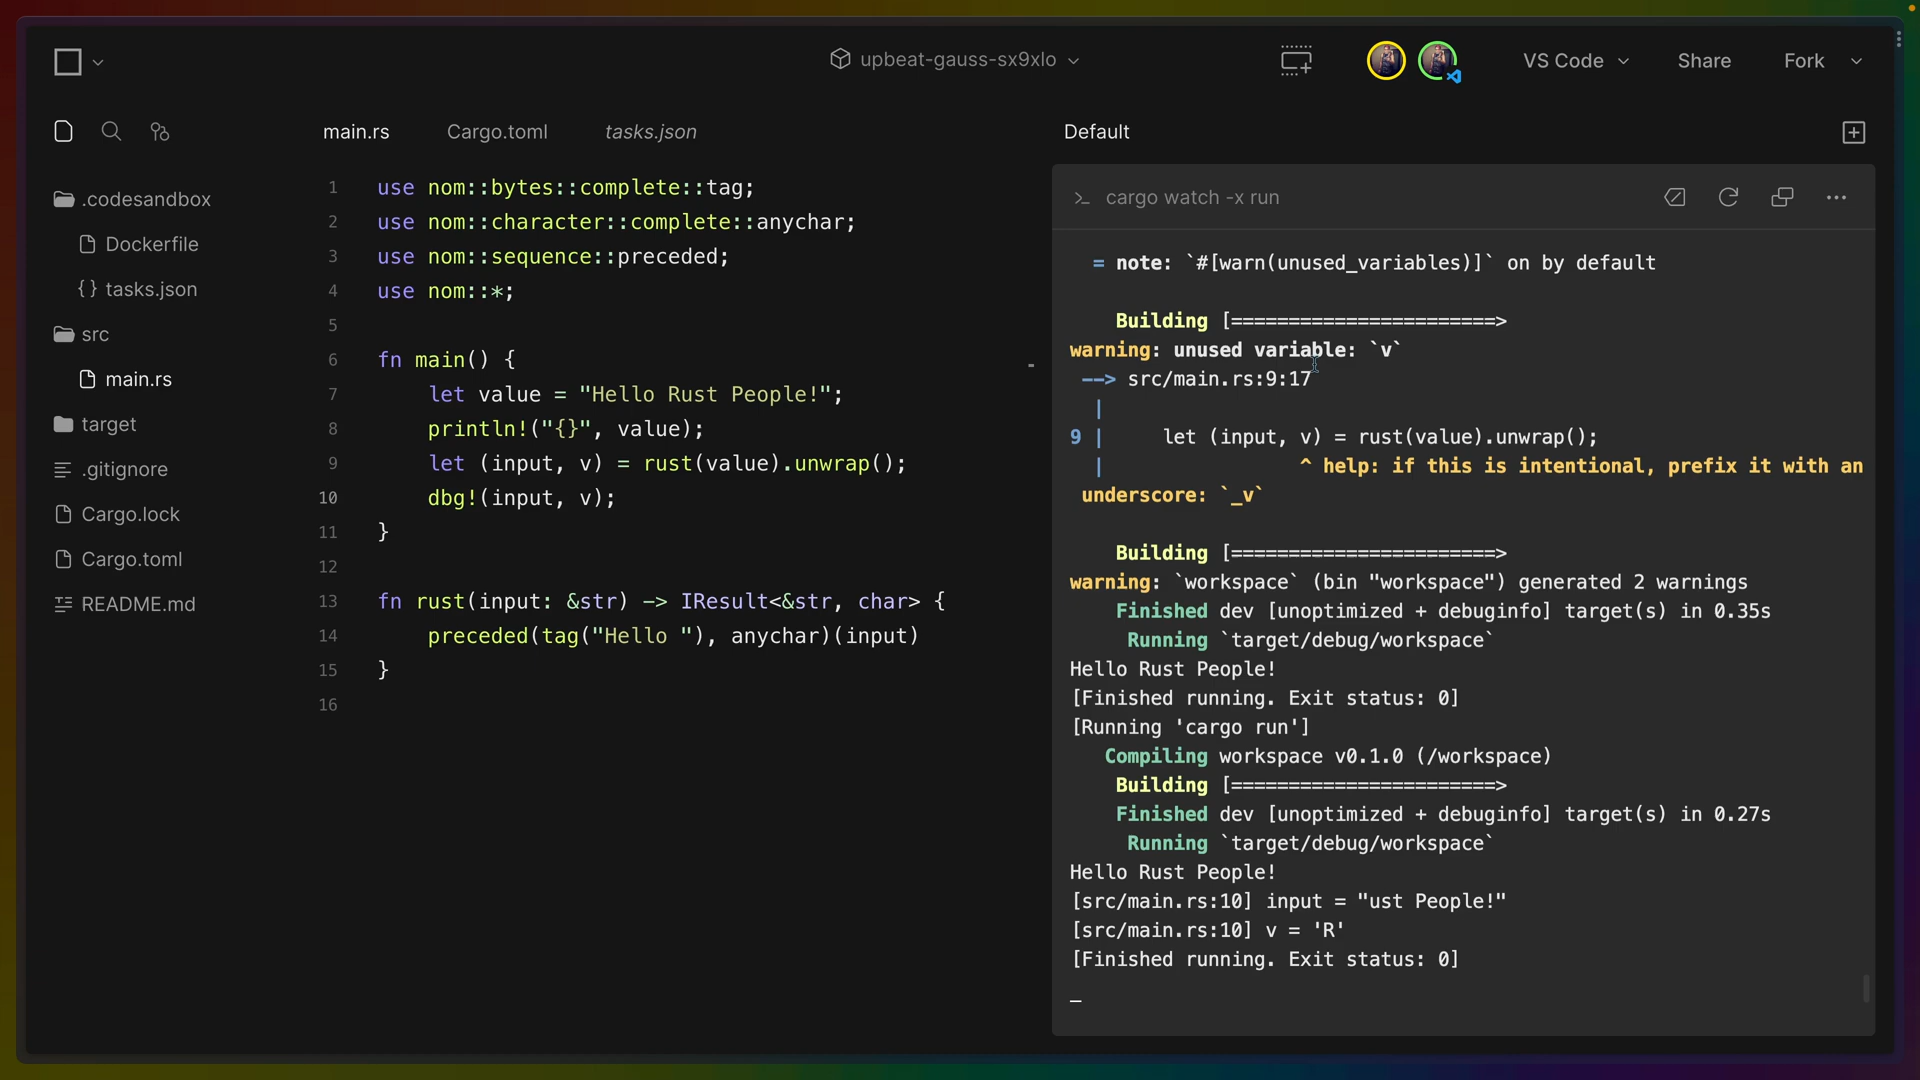 upbeat-gauss-sx9xlo
VS Code
Share
Fork
.codesandbox
Dockerfile
{ } tasks.json
src
main.rs
target
.gitignore
Cargo.lock
Cargo.toml
README.md
main.rs
Cargo.toml
tasks.json
1 use nom::bytes::complete::tag;
2 use nom::character::complete::anychar;
3 use nom::sequence::preceded;
4 use nom::*;
5
6 fn main() {
7 let value = "Hello Rust People!";
8 println!("{}", value);
9 let (input, v) = rust(value).unwrap();
10 dbg!(input, v);
11 }
12
13 fn rust(input: &str) -> IResult<&str, char> {
14 preceded(tag("Hello "), anychar)(input)
15 }
16
Default
>_ cargo watch -x run
= note: `#[warn(unused_variables)]` on by default
Building [=======================>
warning: unused variable: `v`
--> src/main.rs:9:17
|
9 | let (input, v) = rust(value).unwrap();
| ^ help: if this is intentional, prefix it with an
underscore: `_v`
Building [=======================>
warning: `workspace` (bin "workspace") generated 2 warnings
Finished dev [unoptimized + debuginfo] target(s) in 0.35s
Running `target/debug/workspace`
Hello Rust People!
[Finished running. Exit status: 0]
[Running 'cargo run']
Compiling workspace v0.1.0 (/workspace)
Building [=======================>
Finished dev [unoptimized + debuginfo] target(s) in 0.27s
Running `target/debug/workspace`
Hello Rust People!
[src/main.rs:10] input = "ust People!"
[src/main.rs:10] v = 'R'
[Finished running. Exit status: 0]